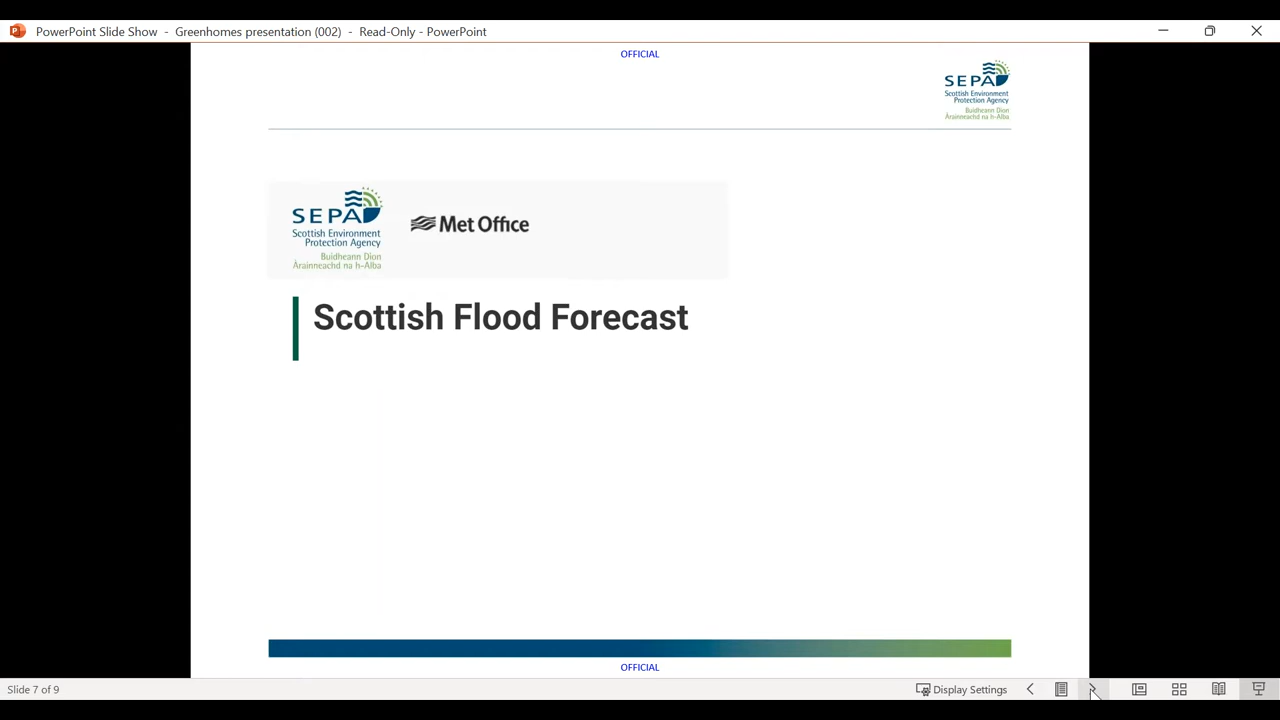 PowerPoint Slide Show - Greenhomes presentation (002) - Read-Only - PowerPoint
OFFICIAL
SEPA
Scottish Environment
Protection Agency
Buidheann Dìon
Àrainneachd na h-Alba
SEPA
Scottish Environment
Protection Agency
Buidheann Dìon
Àrainneachd na h-Alba
Met Office
Scottish Flood Forecast
OFFICIAL
Slide 7 of 9
Display Settings